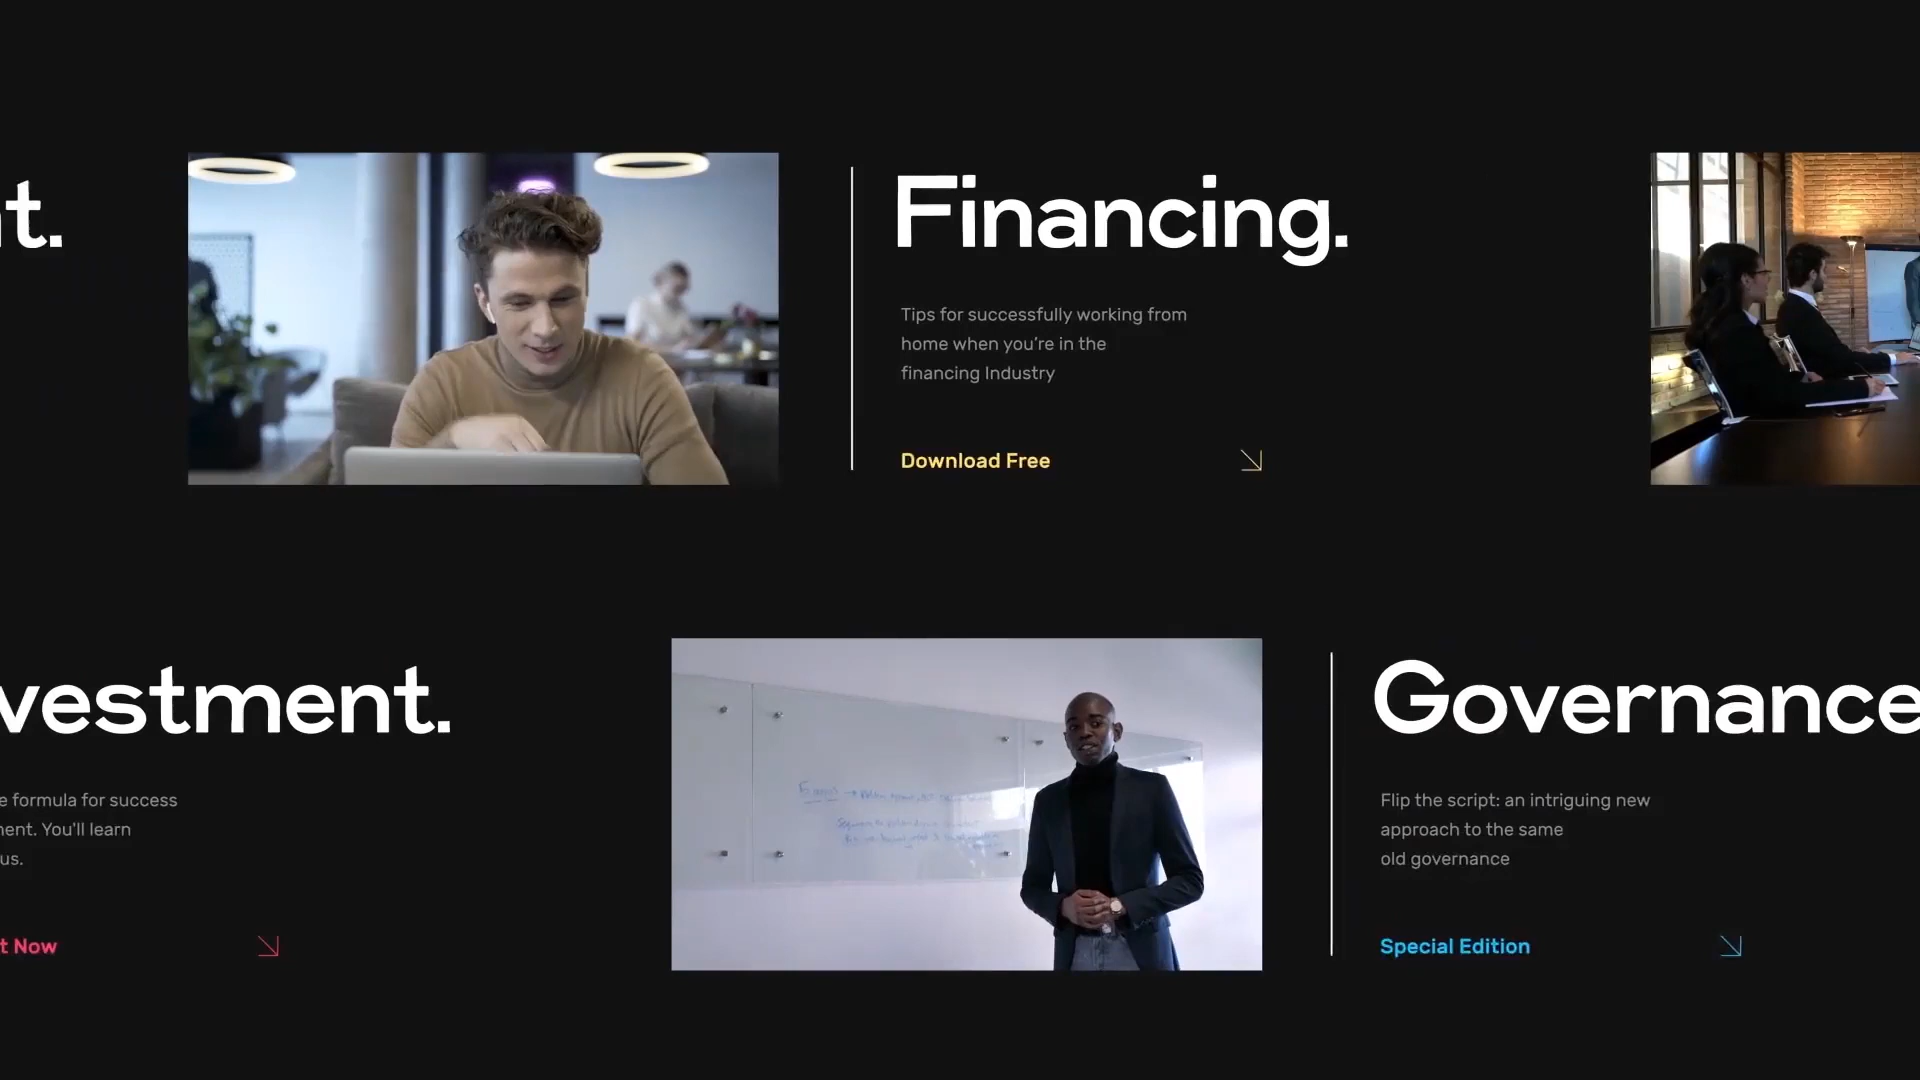 t.
Financing.
Tips for successfully working from
home when you're in the
financing Industry
Download Free
vestment.
e formula for success
ent. You'll learn
us.
t Now
Governance
Flip the script: an intriguing new
approach to the same
old governance
Special Edition